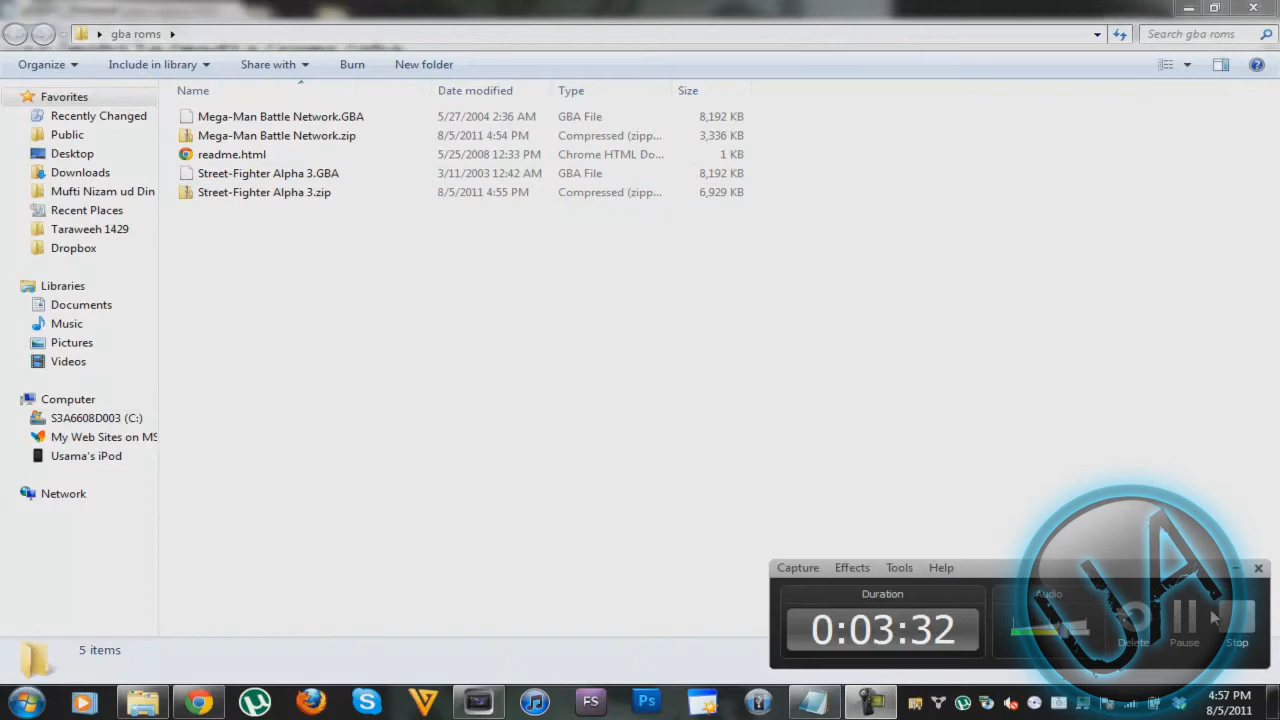 gba roms
Search gba roms
Organize Include in library Share with Burn New folder
Name Date modified Type Size
Favorites
Recently Changed
Public
Desktop
Downloads
Mufti Nizam ud Din
Recent Places
Taraweeh 1429
Dropbox
Libraries
Documents
Music
Pictures
Videos
Computer
S3A6608D003 (C:)
My Web Sites on MS
Usama's iPod
Network
Mega-Man Battle Network.GBA 5/27/2004 2:36 AM GBA File 8,192 KB
Mega-Man Battle Network.zip 8/5/2011 4:54 PM Compressed (zipp... 3,336 KB
readme.html 5/25/2008 12:33 PM Chrome HTML Do... 1 KB
Street-Fighter Alpha 3.GBA 3/11/2003 12:42 AM GBA File 8,192 KB
Street-Fighter Alpha 3.zip 8/5/2011 4:55 PM Compressed (zipp... 6,929 KB
5 items
Capture Effects Tools Help
Duration Audio
0:03:32
Delete Pause Stop
UA
FS Ps
4:57 PM
8/5/2011